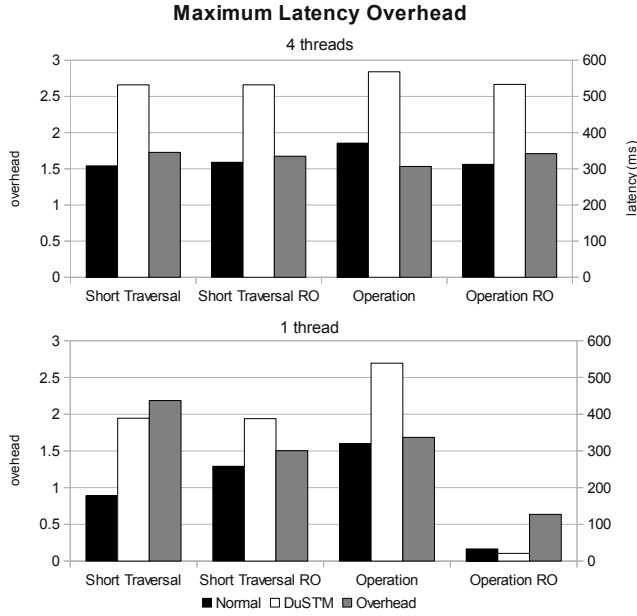 Maximum Latency Overhead
4 threads
3 600
2.5 500
2 400
1.5 300
1 200
0.5 100
0 0
overhead
latency (ms)
Short Traversal Short Traversal RO Operation Operation RO
1 thread
3 600
2.5 500
2 400
1.5 300
1 200
0.5 100
0 0
ovehead
Short Traversal Short Traversal RO Operation Operation RO
Normal DuSTM Overhead